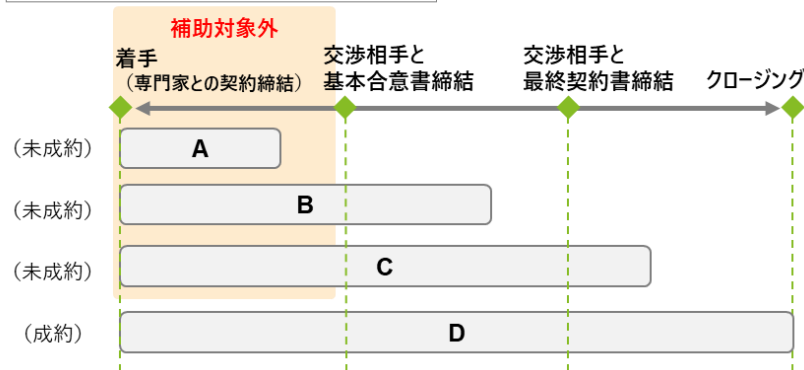 補助対象外
着手
（専門家との契約締結）
交渉相手と
基本合意書締結
交渉相手と
最終契約書締結
クロージング
（未成約）
A
（未成約）
B
（未成約）
C
（成約）
D